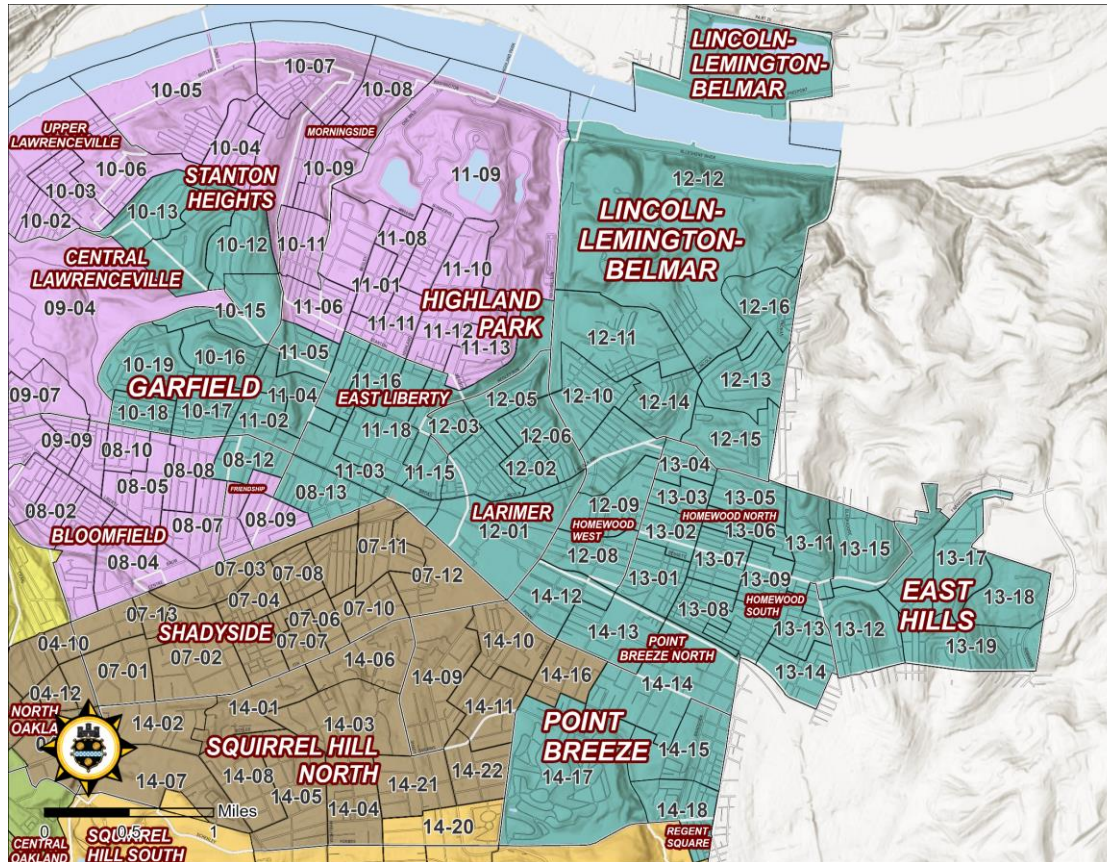 LINCOLN-
LEMINGTON-
BELMAR
10-07
10-05
10-08
UPPER
LAWRENCEVILLE
MORNINGSIDE
10-04
10-06
10-09
11-09
STANTON
HEIGHTS
10-03
10-02
10-13
12-12
LINCOLN-
LEMINGTON-
BELMAR
10-12
10-11
11-08
11-10
CENTRAL
LAWRENCEVILLE
09-04
11-01
HIGHLAND
PARK
10-15
11-06
11-11
11-12
11-13
12-16
12-11
11-05
10-16
10-19
GARFIELD
11-16
EAST LIBERTY
11-04
09-07
10-18
10-17
11-02
11-18
12-03
12-05
12-10
12-14
12-13
09-09
08-10
08-12
12-06
12-15
08-08
08-05
11-03
11-15
12-02
13-04
FRIENDSHIP
08-13
08-02
BLOOMFIELD
08-07
08-09
LARIMER
12-01
12-09
HOMEWOOD
WEST
13-03
13-05
HOMEWOOD NORTH
13-02
13-06
13-11
13-15
08-04
07-11
12-08
13-07
13-17
07-03
07-08
07-12
13-01
13-09
HOMEWOOD
SOUTH
EAST
HILLS
13-18
07-04
07-13
07-06
07-10
14-12
13-08
SHADYSIDE
07-07
04-10
07-02
07-01
14-06
14-10
14-13
POINT
BREEZE NORTH
13-13
13-12
13-19
13-14
14-09
14-16
14-14
04-12
NORTH
14-01
14-02
14-03
14-11
POINT
BREEZE
SQUIRREL HILL
NORTH
14-15
14-07
14-08
14-05
14-04
14-21
14-22
14-17
14-20
14-18
0
0.5
1
Miles
REGENT
SQUARE
CENTRAL
OAKLAND
SQUIRREL
HILL SOUTH